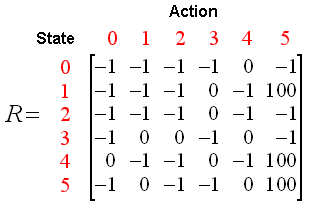 Action
State 0 1 2 3 4 5
0 −1 −1 −1 −1 0 −1
1 −1 −1 −1 0 −1 100
R = 2 −1 −1 −1 0 −1 −1
3 −1 0 0 −1 0 −1
4 0 −1 −1 0 −1 100
5 −1 0 −1 −1 0 100